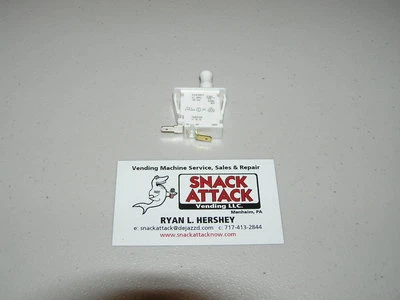 Vending Machine Service, Sales & Repair
SNACK
ATTACK
Vending LLC.
Manheim, PA
RYAN L. HERSHEY
e: snackattack@dejazzd.com c: 717-413-2844
www.snackattacknow.com